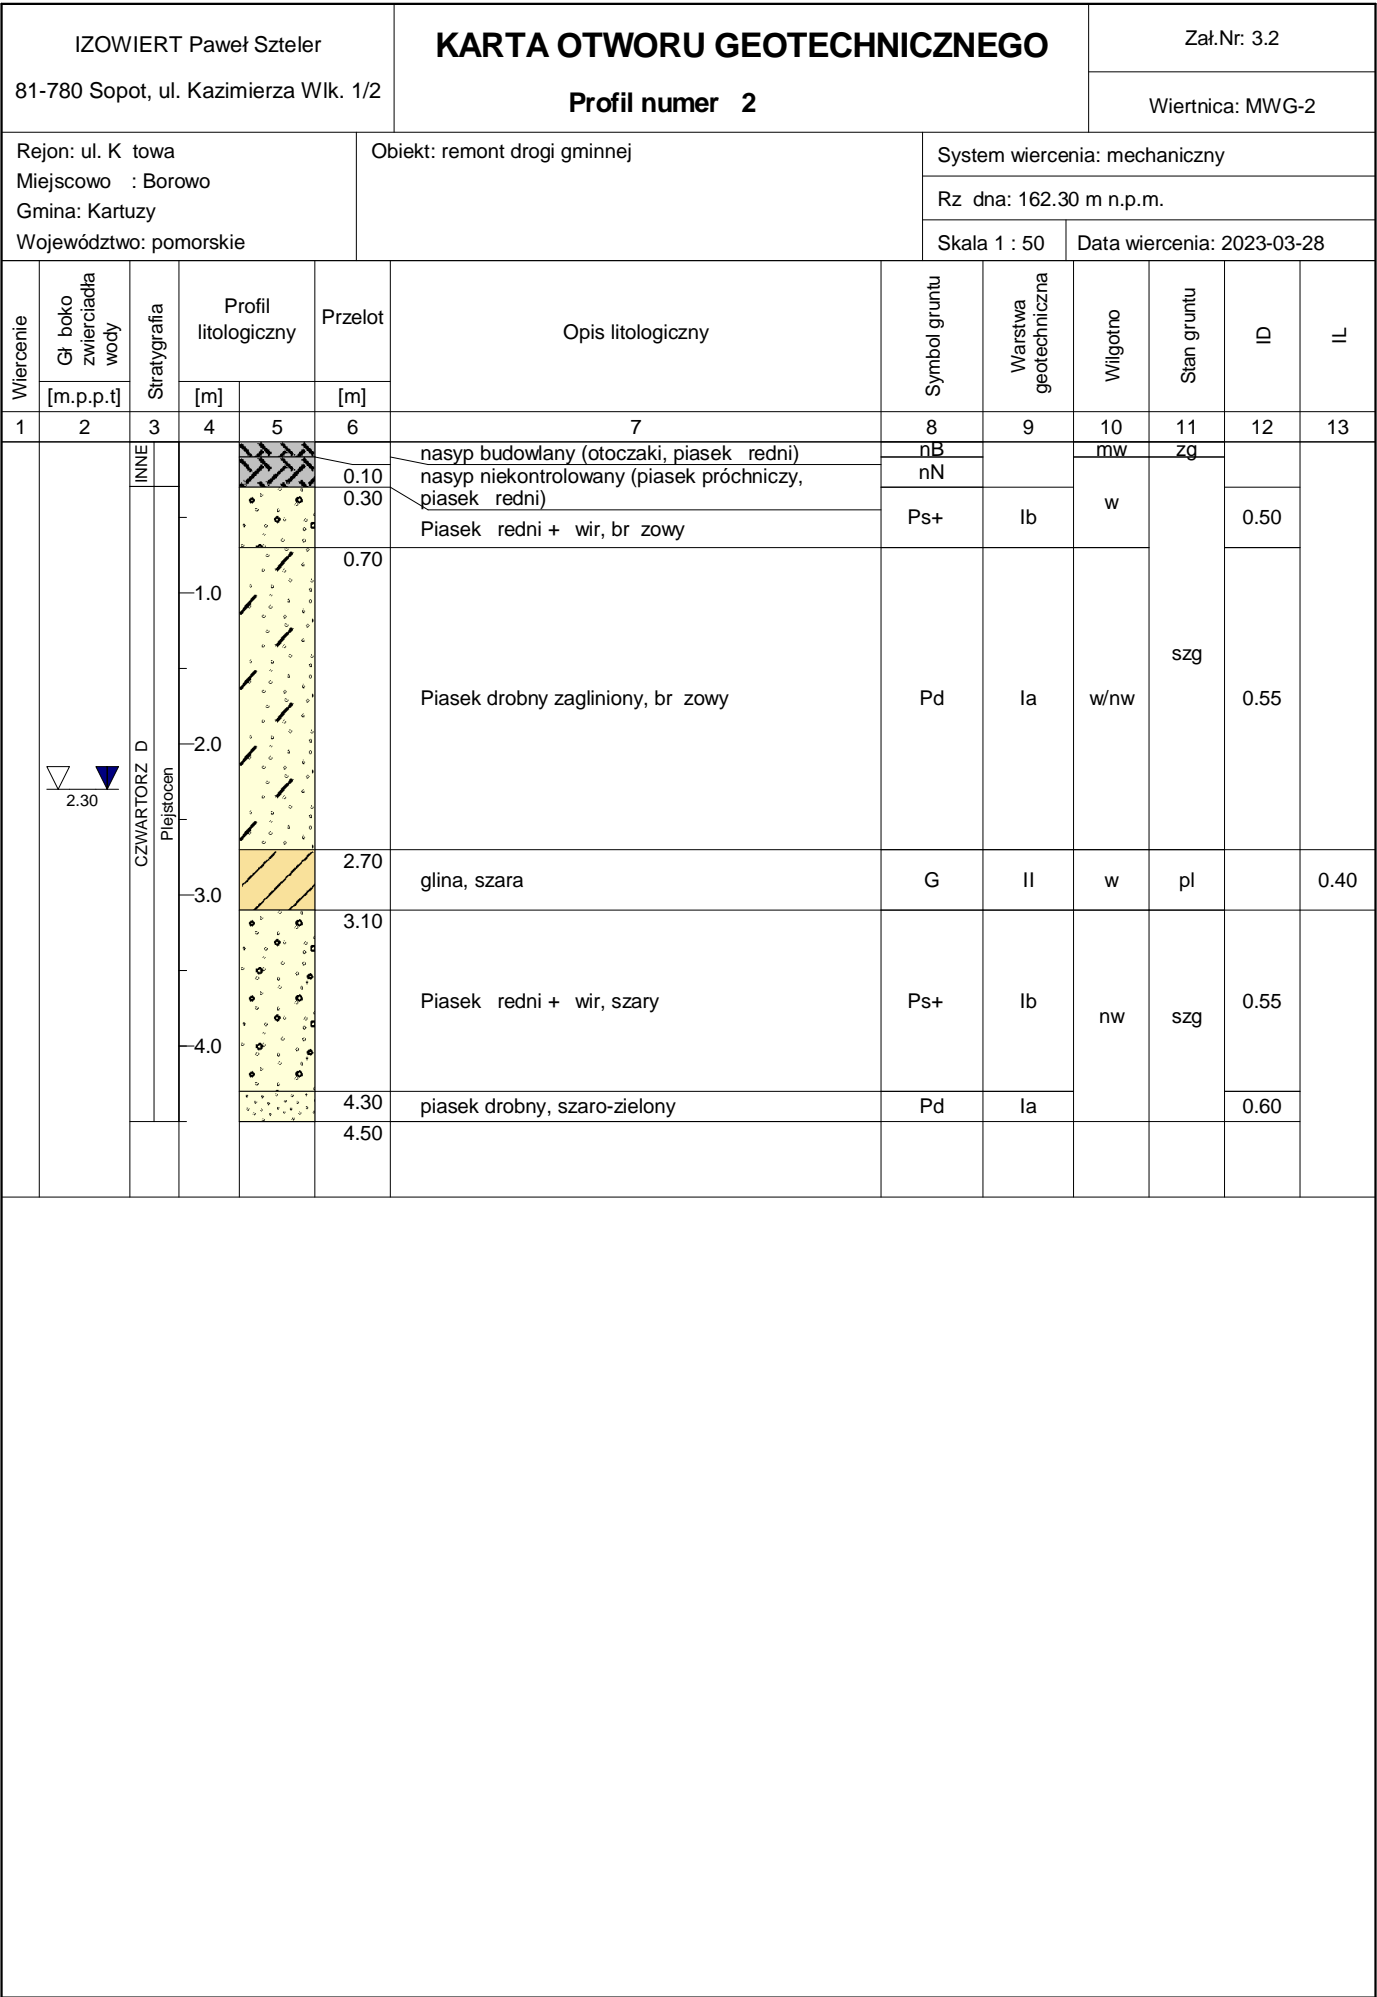 IZOWIERT Paweł Szteler
81-780 Sopot, ul. Kazimierza Wlk. 1/2
KARTA OTWORU GEOTECHNICZNEGO
Profil numer 2
Zał.Nr: 3.2
Wiertnica: MWG-2
Rejon: ul. K towa
Miejscowo : Borowo
Gmina: Kartuzy
Województwo: pomorskie
Obiekt: remont drogi gminnej
System wiercenia: mechaniczny
Rz dna: 162.30 m n.p.m.
Skala 1 : 50
Data wiercenia: 2023-03-28
Wiercenie
Gł boko
zwierciadła
wody
[m.p.p.t]
Stratygrafia
Profil
litologiczny
[m]
Przelot
[m]
Opis litologiczny
Symbol gruntu
Warstwa
geotechniczna
Wilgotno
Stan gruntu
ID
IL
1 2 3 4 5 6 7 8 9 10 11 12 13
INNE
nasyp budowlany (otoczaki, piasek redni) nB mw zg
0.10 nasyp niekontrolowany (piasek próchniczy, nN
0.30 piasek redni)
Piasek redni + wir, br zowy Ps+ Ib w 0.50
0.70
1.0
szg
Piasek drobny zagliniony, br zowy Pd Ia w/nw 0.55
2.0
2.30
CZWARTORZ D
Plejstocen
2.70
glina, szara G II w pl 0.40
3.0
3.10
Piasek redni + wir, szary Ps+ Ib 0.55
nw szg
4.0
4.30 piasek drobny, szaro-zielony Pd Ia 0.60
4.50